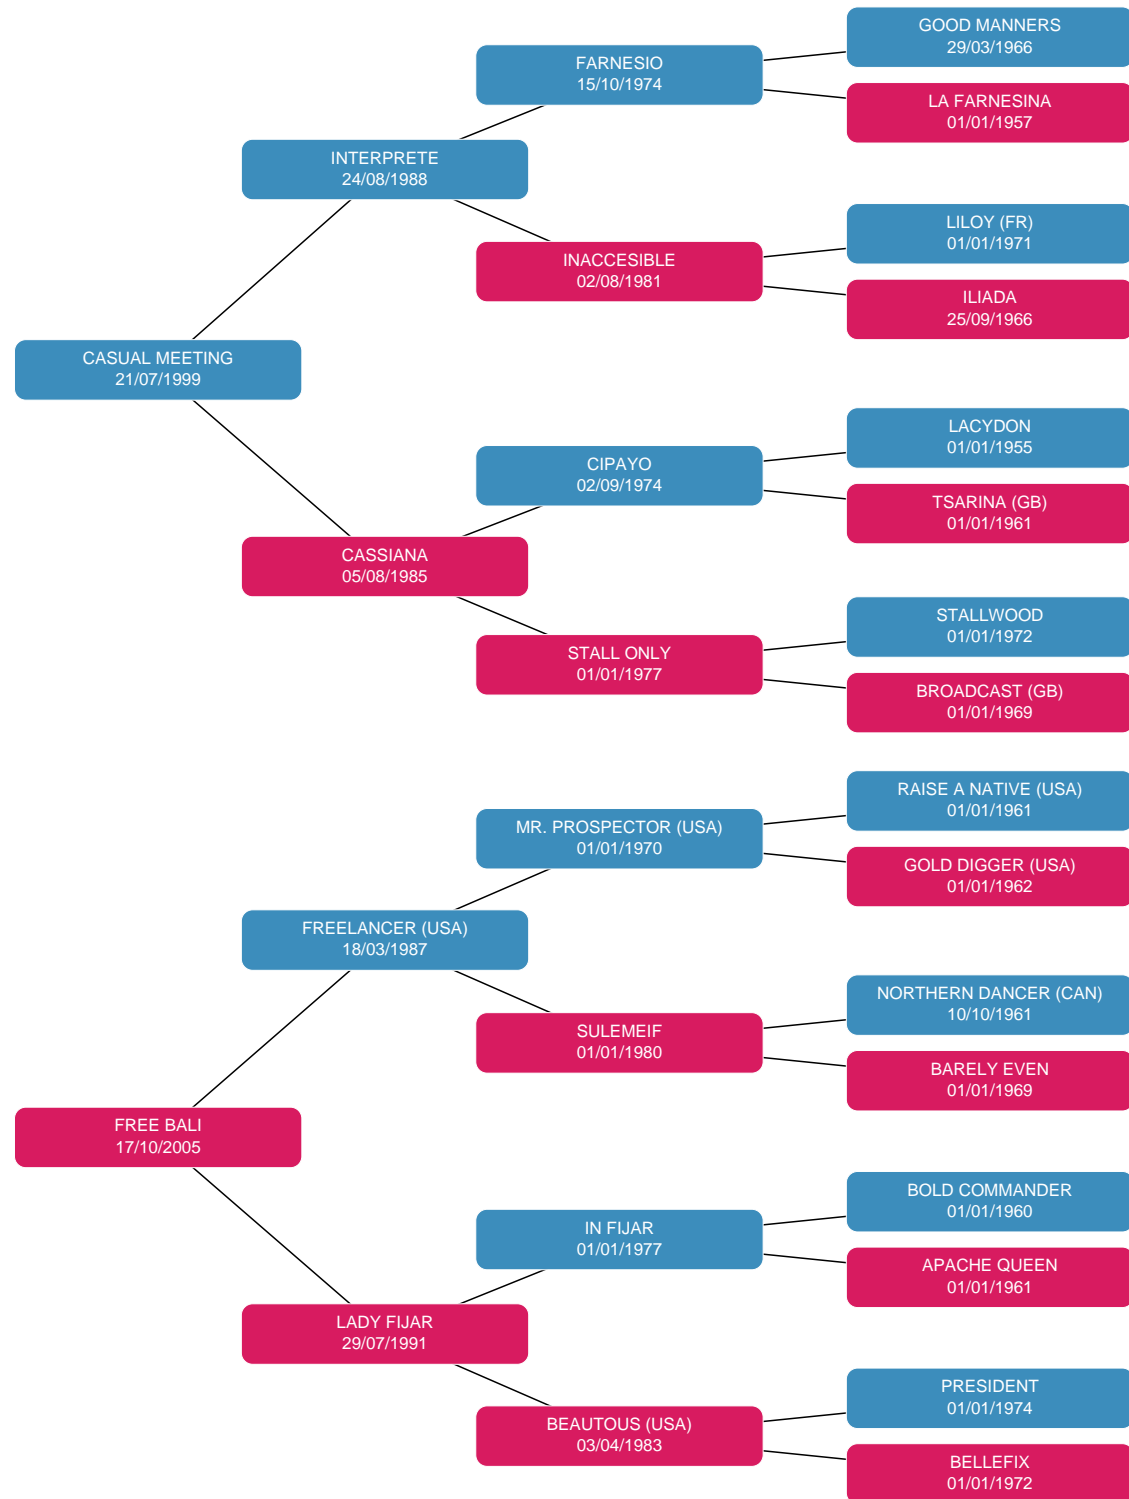 GOOD MANNERS
29/03/1966
FARNESIO
15/10/1974
LA FARNESINA
01/01/1957
INTERPRETE
24/08/1988
LILOY (FR)
01/01/1971
INACCESIBLE
02/08/1981
ILIADA
25/09/1966
CASUAL MEETING
21/07/1999
LACYDON
01/01/1955
CIPAYO
02/09/1974
TSARINA (GB)
01/01/1961
CASSIANA
05/08/1985
STALLWOOD
01/01/1972
STALL ONLY
01/01/1977
BROADCAST (GB)
01/01/1969
RAISE A NATIVE (USA)
01/01/1961
MR. PROSPECTOR (USA)
01/01/1970
GOLD DIGGER (USA)
01/01/1962
FREELANCER (USA)
18/03/1987
NORTHERN DANCER (CAN)
10/10/1961
SULEMEIF
01/01/1980
BARELY EVEN
01/01/1969
FREE BALI
17/10/2005
BOLD COMMANDER
01/01/1960
IN FIJAR
01/01/1977
APACHE QUEEN
01/01/1961
LADY FIJAR
29/07/1991
PRESIDENT
01/01/1974
BEAUTOUS (USA)
03/04/1983
BELLEFIX
01/01/1972